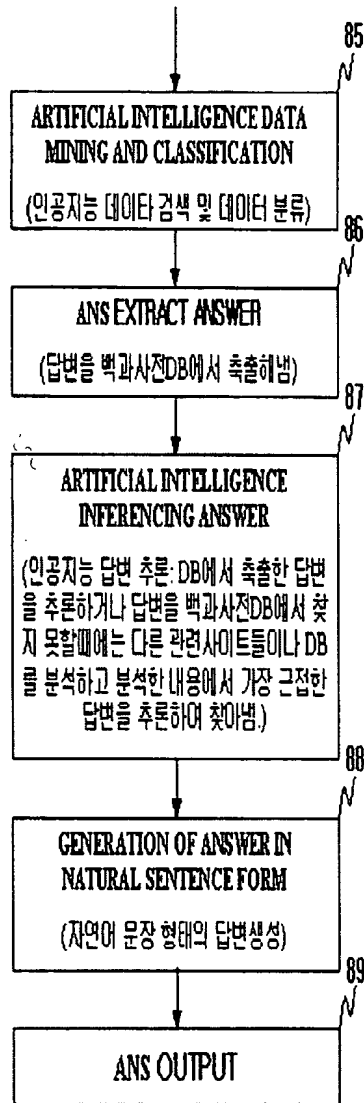 85
ARTIFICIAL INTELLIGENCE DATA
MINING AND CLASSIFICATION
(인공지능 데이타 검색 및 데이터 분류)
86
ANS EXTRACT ANSWER
(답변을 백과사전DB에서 축출해냄)
87
ARTIFICIAL INTELLIGENCE
INFERENCING ANSWER
(인공지능 답변 추론: DB에서 축출한 답변
을 추론하거나 답변을 백과사전DB에서 찾
지 못할때에는 다른 관련사이트들이나 DB
를 분석하고 분석한 내용에서 가장 근접한
답변을 추론하여 찾아냄.)
88
GENERATION OF ANSWER IN
NATURAL SENTENCE FORM
(자연어 문장 형태의 답변생성)
89
ANS OUTPUT